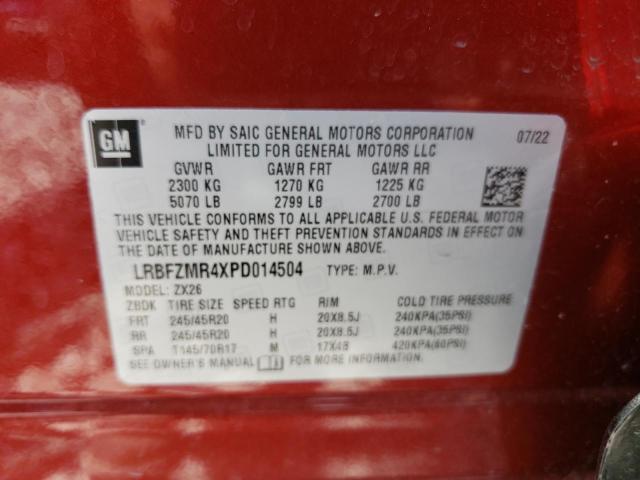 GM
MFD BY SAIC GENERAL MOTORS CORPORATION 07/22
LIMITED FOR GENERAL MOTORS LLC
GVWR GAWR FRT GAWR RR
2300 KG 1270 KG 1225 KG
5070 LB 2799 LB 2700 LB
THIS VEHICLE CONFORMS TO ALL APPLICABLE U.S. FEDERAL MOTOR
VEHICLE SAFETY AND THEFT PREVENTION STANDARDS IN EFFECT ON THE
DATE OF MANUFACTURE SHOWN ABOVE.
LRBFZMR4XPD014504 TYPE: M.P.V.
MODEL: ZX26
ZBDK TIRE SIZE SPEED RTG RIM COLD TIRE PRESSURE
FRT 245/45R20 H 20X8.5J 240KPA(35PSI)
RR 245/45R20 H 20X8.5J 240KPA(35PSI)
SPA T145/70R17 M 17X4B 420KPA(60PSI)
SEE OWNER'S MANUAL FOR MORE INFORMATION.